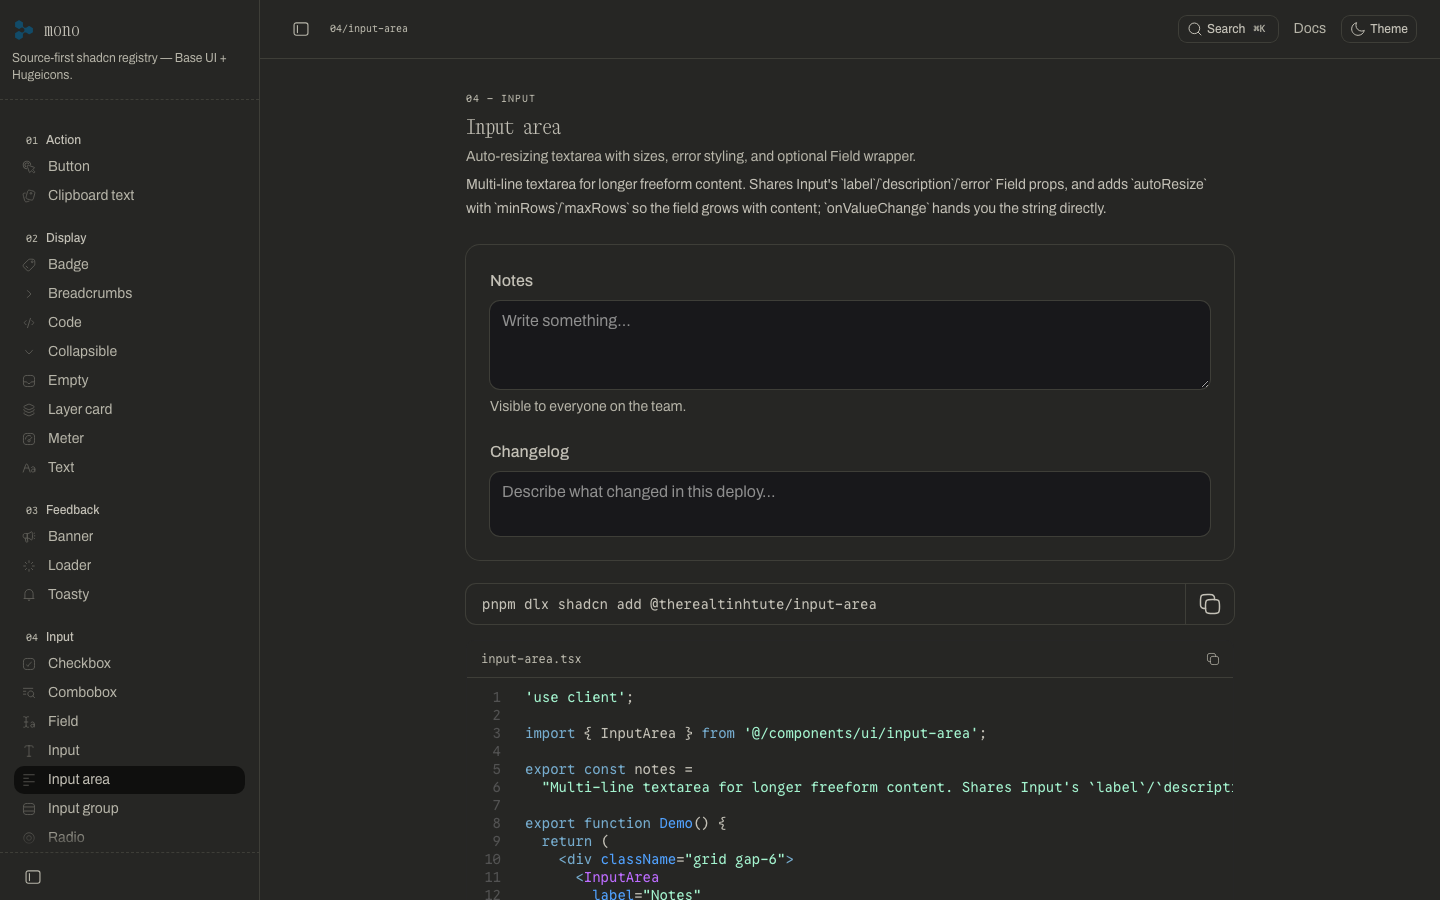 mono
Source-first shadcn registry — Base UI +
Hugeicons.
01 Action
Button
Clipboard text
02 Display
Badge
Breadcrumbs
Code
Collapsible
Empty
Layer card
Meter
Text
03 Feedback
Banner
Loader
Toasty
04 Input
Checkbox
Combobox
Field
Input
Input area
Input group
Radio
04/input-area
Search ⌘K
Docs
Theme
04 – INPUT
Input area
Auto-resizing textarea with sizes, error styling, and optional Field wrapper.
Multi-line textarea for longer freeform content. Shares Input's `label`/`description`/`error` Field props, and adds `autoResize`
with `minRows`/`maxRows` so the field grows with content; `onValueChange` hands you the string directly.
Notes
Write something...
Visible to everyone on the team.
Changelog
Describe what changed in this deploy...
pnpm dlx shadcn add @therealtinhtute/input-area
input-area.tsx
1 'use client';
2
3 import { InputArea } from '@/components/ui/input-area';
4
5 export const notes =
6 "Multi-line textarea for longer freeform content. Shares Input's `label`/`descripti
7
8 export function Demo() {
9 return (
10 <div className="grid gap-6">
11 <InputArea
12 label="Notes"